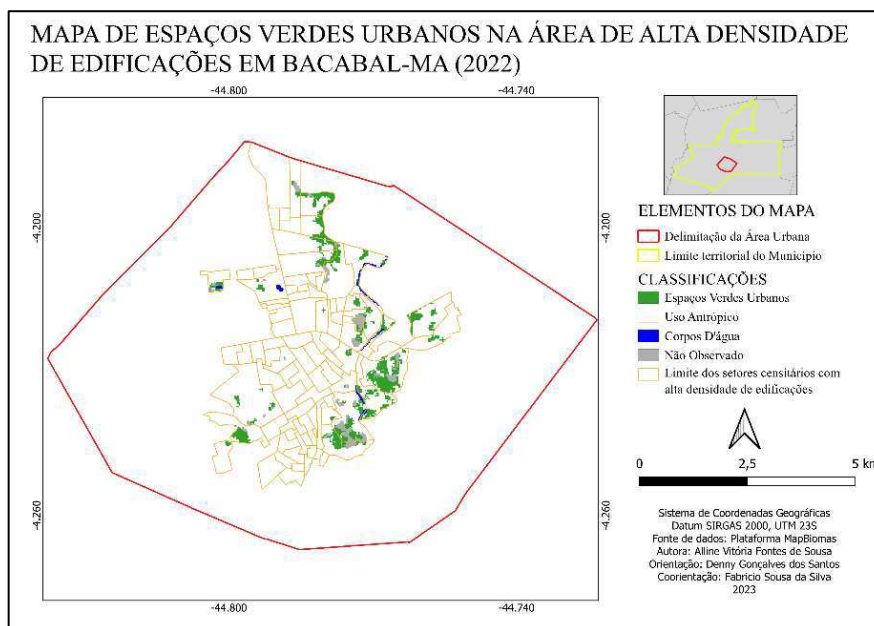 MAPA DE ESPAÇOS VERDES URBANOS NA ÁREA DE ALTA DENSIDADE
DE EDIFICAÇÕES EM BACABAL-MA (2022)
-44.800
-44.740
-4.200
-4.200
-4.260
-4.260
-44.800
-44.740
ELEMENTOS DO MAPA
Delimitação da Área Urbana
Limite territorial do Município
CLASSIFICAÇÕES
Espaços Verdes Urbanos
Uso Antrópico
Corpos D'água
Não Observado
Limite dos setores censitários com
alta densidade de edificações
0
2,5
5 km
Sistema de Coordenadas Geográficas
Datum SIRGAS 2000, UTM 23S
Fonte de dados: Plataforma MapBiomas
Autora: Alline Vitória Fontes de Sousa
Orientação: Denny Gonçalves dos Santos
Coorientação: Fabricio Sousa da Silva
2023